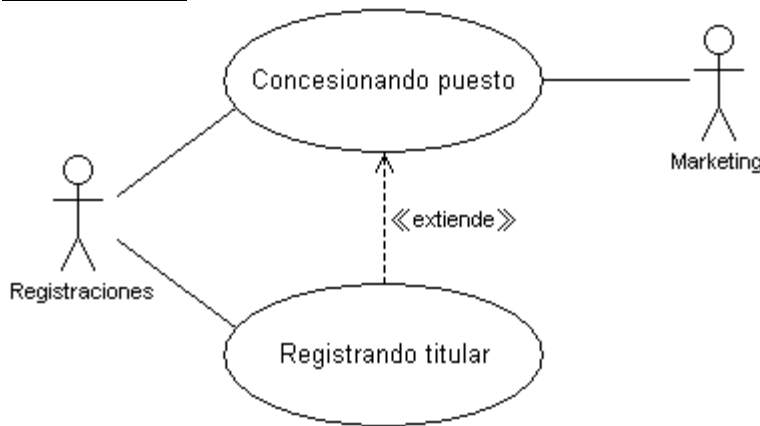 Concesionando puesto
Marketing
«extiende»
Registraciones
Registrando titular